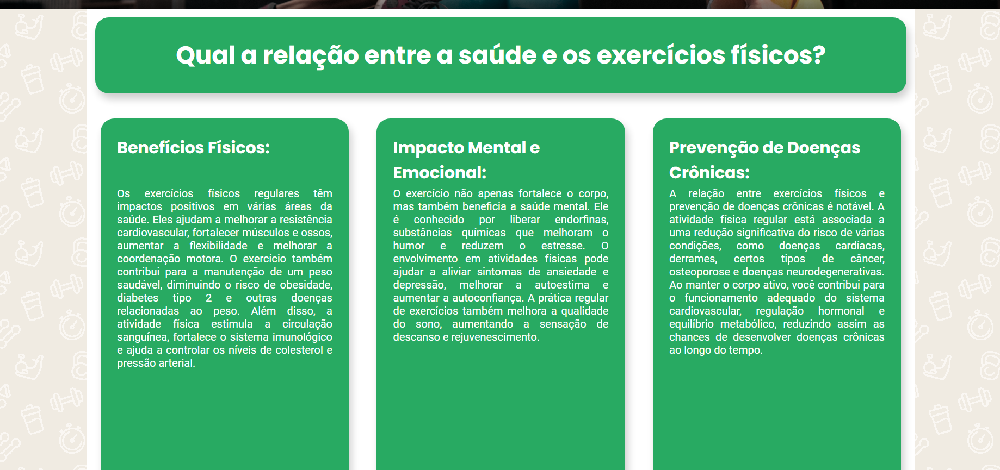 Qual a relação entre a saúde e os exercícios físicos?
Benefícios Físicos:
Os exercícios físicos regulares têm
impactos positivos em várias áreas da
saúde. Eles ajudam a melhorar a resistência
cardiovascular, fortalecer músculos e ossos,
aumentar a flexibilidade e melhorar a
coordenação motora. O exercício também
contribui para a manutenção de um peso
saudável, diminuindo o risco de obesidade,
diabetes tipo 2 e outras doenças
relacionadas ao peso. Além disso, a
atividade física estimula a circulação
sanguínea, fortalece o sistema imunológico
e ajuda a controlar os níveis de colesterol e
pressão arterial.
Impacto Mental e
Emocional:
O exercício não apenas fortalece o corpo,
mas também beneficia a saúde mental. Ele
é conhecido por liberar endorfinas,
substâncias químicas que melhoram o
humor e reduzem o estresse. O
envolvimento em atividades físicas pode
ajudar a aliviar sintomas de ansiedade e
depressão, melhorar a autoestima e
aumentar a autoconfiança. A prática regular
de exercícios também melhora a qualidade
do sono, aumentando a sensação de
descanso e rejuvenescimento.
Prevenção de Doenças
Crônicas:
A relação entre exercícios físicos e
prevenção de doenças crônicas é notável. A
atividade física regular está associada a
uma redução significativa do risco de várias
condições, como doenças cardíacas,
derrames, certos tipos de câncer,
osteoporose e doenças neurodegenerativas.
Ao manter o corpo ativo, você contribui para
o funcionamento adequado do sistema
cardiovascular, regulação hormonal e
equilíbrio metabólico, reduzindo assim as
chances de desenvolver doenças crônicas
ao longo do tempo.